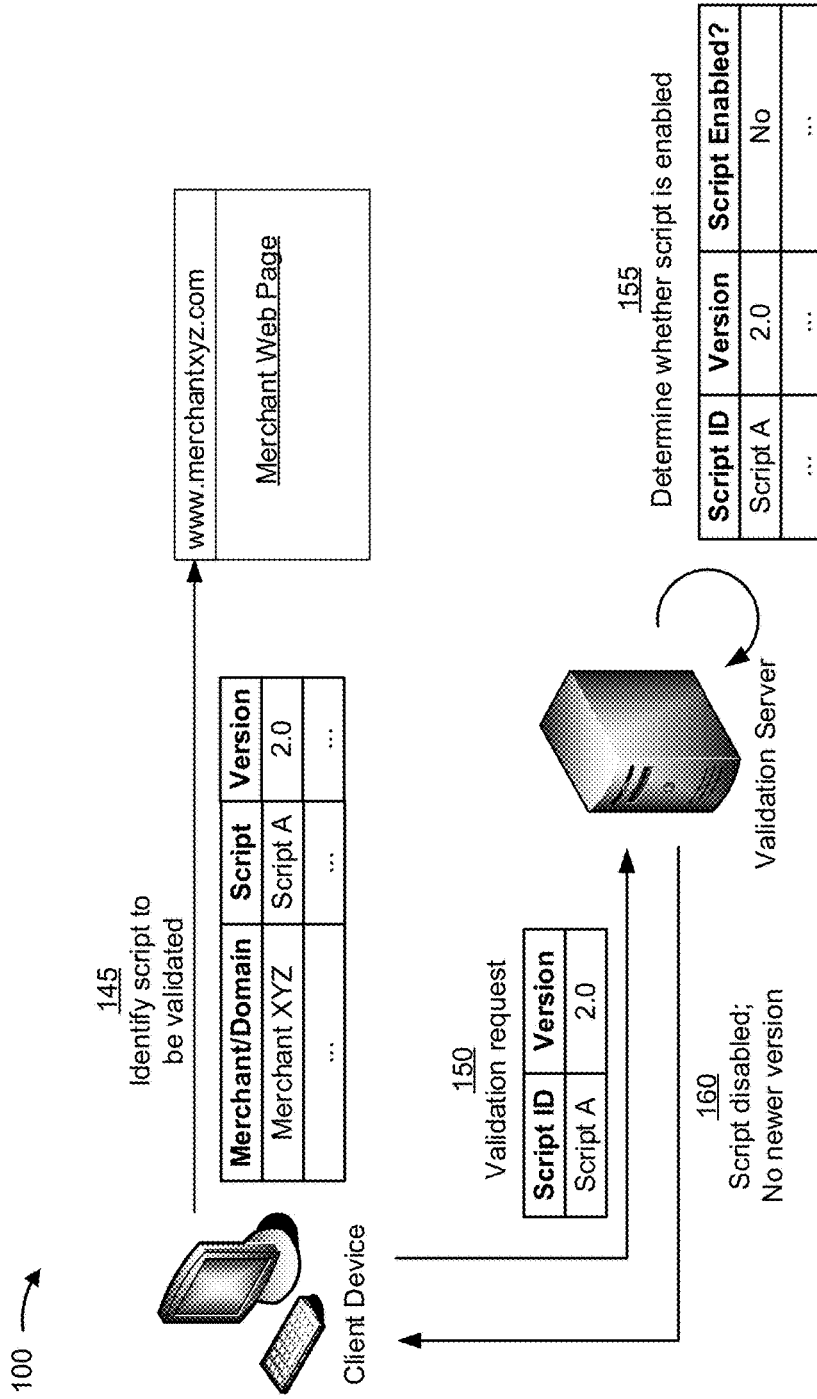 100
145
Identify script to
be validated
www.merchantxyz.com
Merchant Web Page
Merchant/Domain Script Version
Merchant XYZ Script A 2.0
... ... ...
Client Device
150
Validation request
Script ID Version
Script A 2.0
160
Script disabled;
No newer version
Validation Server
155
Determine whether script is enabled
Script ID Version Script Enabled?
Script A 2.0 No
... ... ...